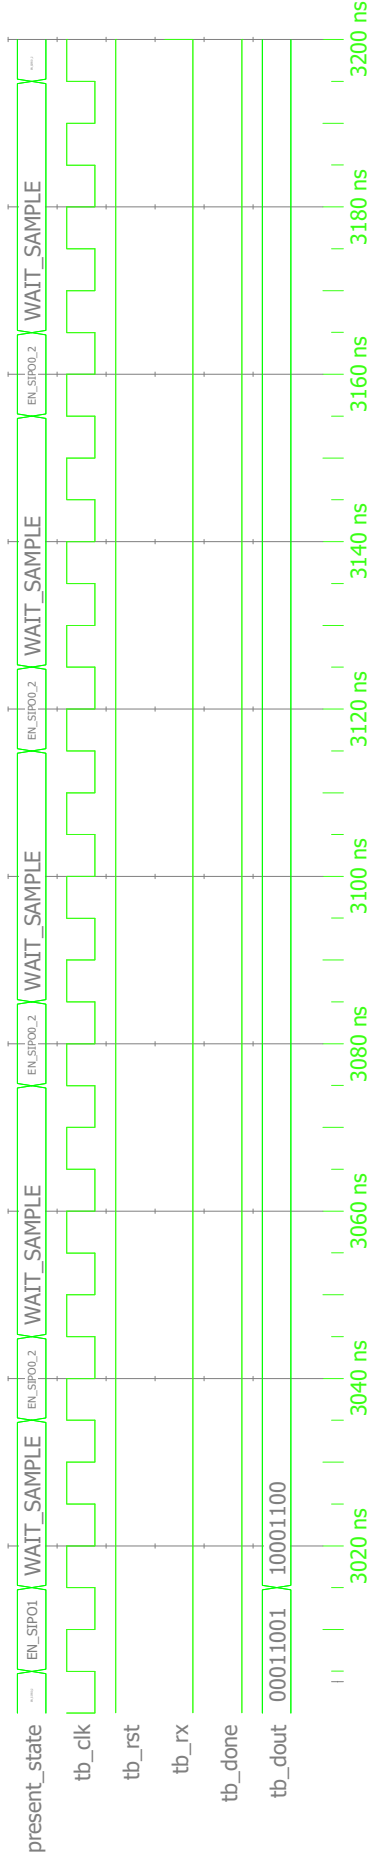 present_state EN_SIPO1 WAIT_SAMPLE EN_SIPO0_2 WAIT_SAMPLE EN_SIPO0_2 WAIT_SAMPLE EN_SIPO0_2 WAIT_SAMPLE EN_SIPO0_2 WAIT_SAMPLE
tb_clk
tb_rst
tb_rx
tb_done
tb_dout 00011001 10001100
3020 ns 3040 ns 3060 ns 3080 ns 3100 ns 3120 ns 3140 ns 3160 ns 3180 ns 3200 ns